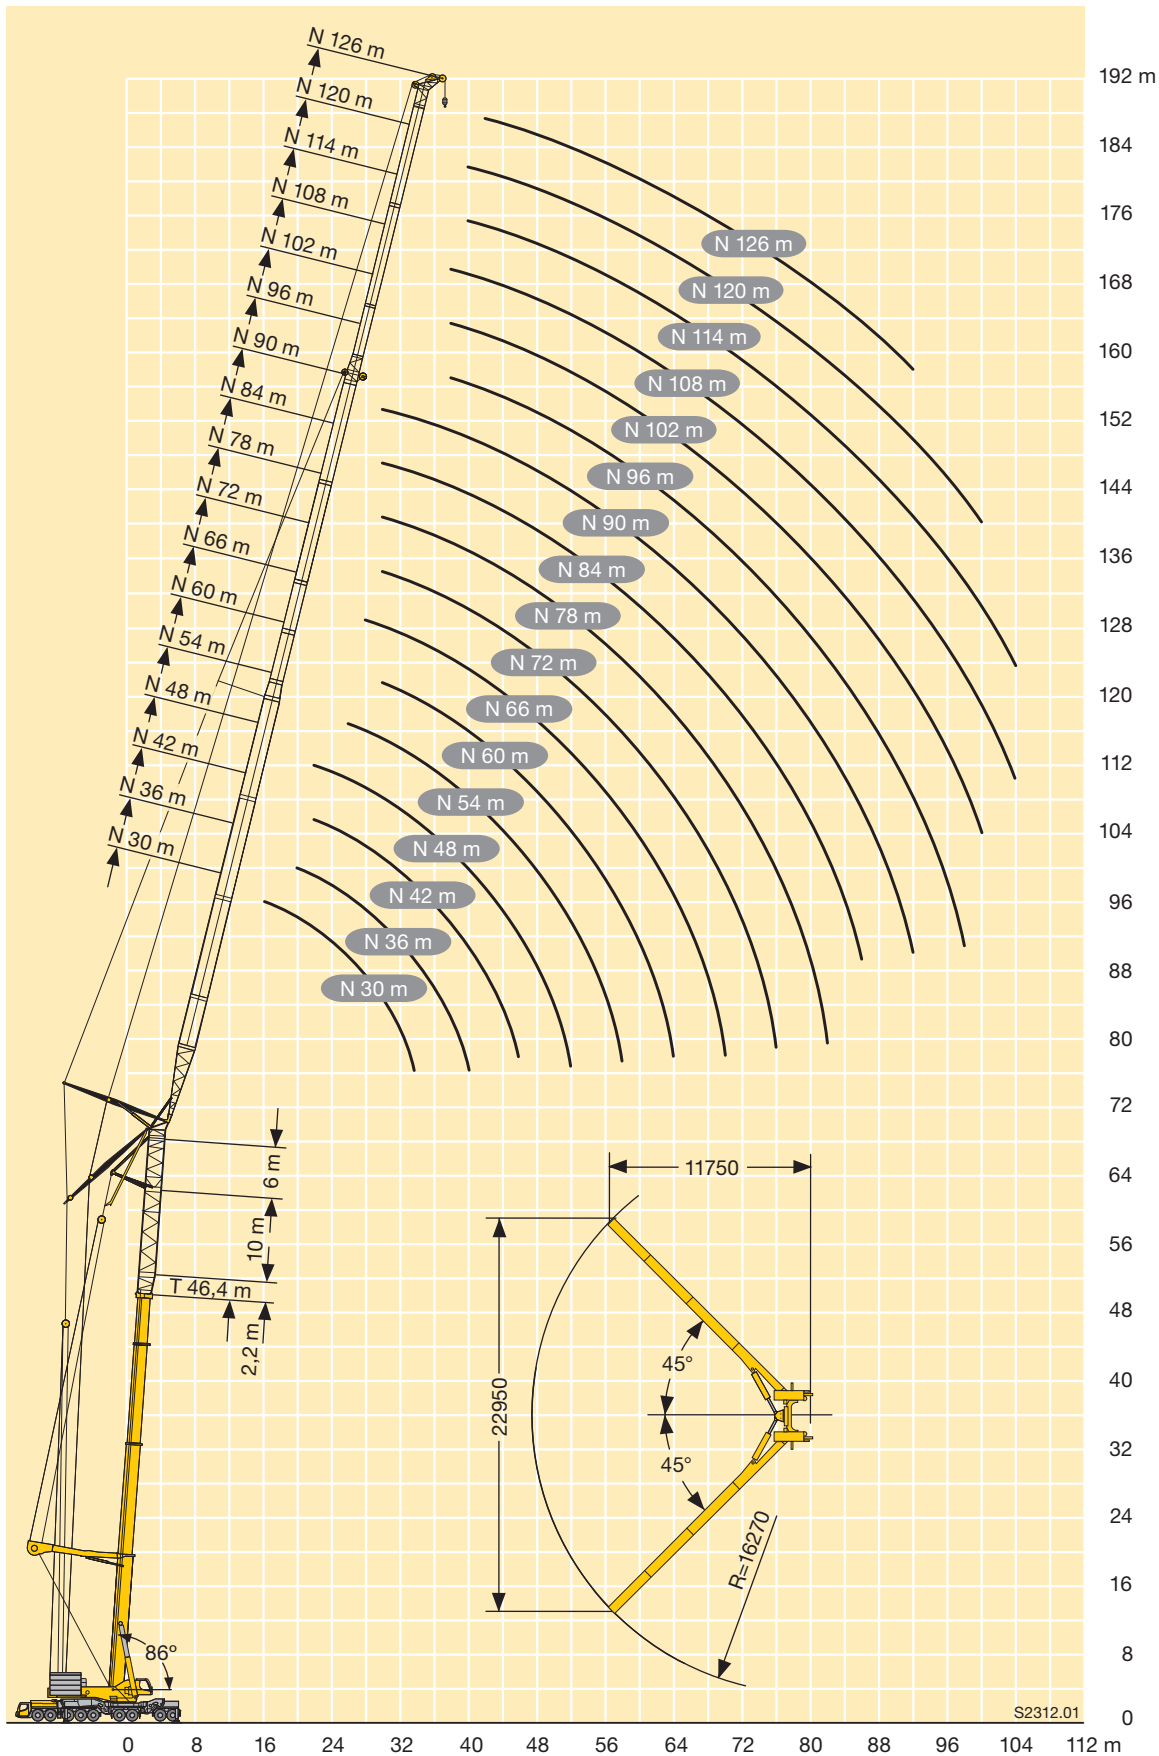 N 126 m
N 120 m
N 114 m
N 108 m
N 102 m
N 96 m
N 90 m
N 84 m
N 78 m
N 72 m
N 66 m
N 60 m
N 54 m
N 48 m
N 42 m
N 36 m
N 30 m
N 126 m
N 120 m
N 114 m
N 108 m
N 102 m
N 96 m
N 90 m
N 84 m
N 78 m
N 72 m
N 66 m
N 60 m
N 54 m
N 48 m
N 42 m
N 36 m
N 30 m
192 m
184
176
168
160
152
144
136
128
120
112
104
96
88
80
72
64
56
48
40
32
24
16
8
0
6 m
10 m
T 46,4 m
2,2 m
86°
11750
22950
45°
45°
R=16270
S2312.01
0 8 16 24 32 40 48 56 64 72 80 88 96 104 112 m